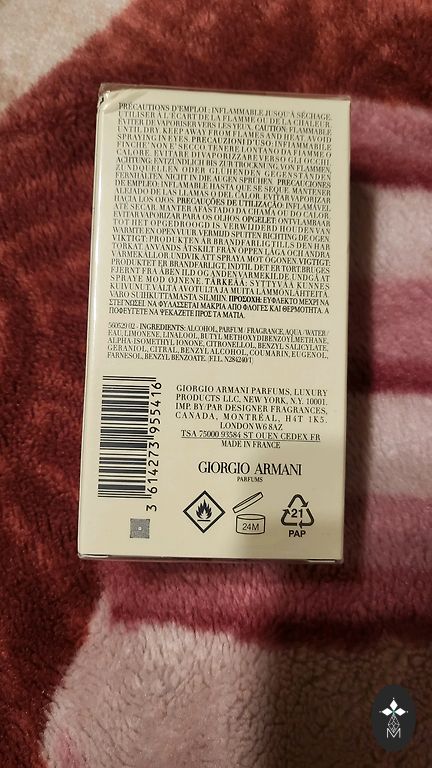 PRÉCAUTIONS D'EMPLOI: INFLAMMABLE JUSQU'À SÉCHAGE.
UTILISER À L'ÉCART DE LA FLAMME OU DE LA CHALEUR.
ÉVITER DE VAPORISER VERS LES YEUX. CAUTION: FLAMMABLE
UNTIL DRY. KEEP AWAY FROM FLAMES AND HEAT. AVOID
SPRAYING IN EYES. PRECAUZIONI D'USO: INFIAMMABILE
FINCHE' NON E' SECCO TENERE LONTANO DA FIAMMA O
CALORE. EVITARE DI VAPORIZZARE VERSO GLI OCCHI.
ACHTUNG: ENTZÜNDLICH BIS ZUR TROCKNUNG. VON FLAMMEN,
ZÜNDQUELLEN ODER GLÜHENDEN GEGENSTÄNDEN
FERNHALTEN. NICHT IN DIE AUGEN SPRÜHEN. PRECAUCIONES
DE EMPLEO: INFLAMABLE HASTA QUE SE SEQUE. MANTENER
ALEJADO DE LAS LLAMAS O DEL CALOR. EVITAR VAPORIZAR
HACIA LOS OJOS. PRECAUÇÕES DE UTILIZAÇÃO: INFLAMÁVEL
ATÉ SECAR. MANTER AFASTADO DA CHAMA OU DO CALOR.
EVITAR VAPORIZAR PARA OS OLHOS. OPGELET: ONTVLAMBAAR
TOT HET OPGEDROOGD IS. VERWIJDERD HOUDEN VAN
WARMTE EN OPEN VUUR. VERMIJD SPUITEN RICHTING DE OGEN.
VIKTIGT: PRODUKTEN ÄR BRANDFARLIG TILLS DEN HAR
TORKAT. ANVÄNDS ÅTSKILT FRÅN ÖPPEN LÅGA OCH ANDRA
VÄRMEKÄLLOR. UNDVIK ATT SPRAYA MOT ÖGONEN. VIGTIGT:
PRODUKTET ER BRANDFARLIGT, INDTIL DET ER TØRT. BRUGES
FJERNT FRA ÅBEN ILD OG ANDEN VARMEKILDE. UNDGÅ AT
SPRAYE MOD ØJNENE. TÄRKEÄÄ: SYTTYVÄÄ KUNNES
KUIVUNUT. VÄLTÄ AVOTULTA JA MUITA LÄMMÖNLÄHTEITÄ.
VARO SUIHKUTTAMASTA SILMIIN. ΠΡΟΣΟΧΗ: ΕΥΦΛΕΚΤΟ ΜΕΧΡΙ ΝΑ
ΣΤΕΓΝΩΣΕΙ. ΝΑ ΦΥΛΑΣΣΕΤΑΙ ΜΑΚΡΙΑ ΑΠΟ ΦΛΟΓΕΣ ΚΑΙ ΘΕΡΜΟΤΗΤΑ. Α
ΠΟΦΕΥΓΕΤΕ ΝΑ ΨΕΚΑΖΕΤΕ ΠΡΟΣ ΤΑ ΜΑΤΙΑ.
560529 02 - INGREDIENTS: ALCOHOL, PARFUM / FRAGRANCE, AQUA / WATER /
EAU, LIMONENE, LINALOOL, BUTYL METHOXYDIBENZOYLMETHANE,
ALPHA-ISOMETHYL IONONE, CITRONELLOL, BENZYL SALICYLATE,
GERANIOL, CITRAL, BENZYL ALCOHOL, COUMARIN, EUGENOL,
FARNESOL, BENZYL BENZOATE. [F.I.L. N284240/1]
GIORGIO ARMANI PARFUMS, LUXURY
PRODUCTS LLC, NEW YORK, N.Y. 10001.
IMP. BY/PAR DESIGNER FRAGRANCES,
CANADA, MONTRÉAL, H4T 1K5.
LONDON W6 8AZ
TSA 75000 93584 ST OUEN CEDEX FR
MADE IN FRANCE
3 614273 955416
GIORGIO ARMANI
PARFUMS
24M
21
PAP
M